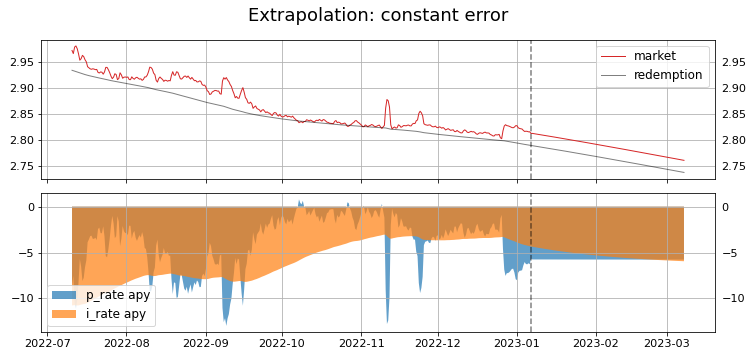 Extrapolation: constant error
2.95 2.95
market
2.90 redemption 2.90
2.85 2.85
2.80 2.80
2.75 2.75
0 0
−5 −5
p_rate apy
−10 −10
i_rate apy
2022-07 2022-08 2022-09 2022-10 2022-11 2022-12 2023-01 2023-02 2023-03